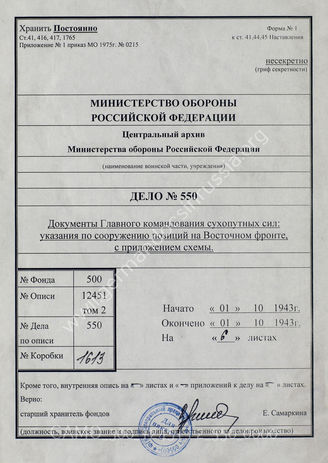 Хранить Постоянно
Ст.41, 416, 417, 1765
Приложение № 1 приказ МО 1975г. № 0215
Форма № 1
к ст. 41,44,45 Наставления
несекретно
(гриф секретности)
МИНИСТЕРСТВО ОБОРОНЫ
РОССИЙСКОЙ ФЕДЕРАЦИИ
Центральный архив
Министерства обороны Российской Федерации
(наименование воинской части, учреждения)
ДЕЛО № 550
Документы Главного командования сухопутных сил:
указания по сооружению позиций на Восточном фронте,
с приложением схемы.
№ Фонда 500
№ Описи 12451
том 2
№ Дела 550
по описи
№ Коробки 1613
Начато « 01 » 10 1943г.
Окончено « 01 » 10 1943г.
На « 6 » листах
Кроме того, внутренняя опись на листах и приложений к делу на листах.
Верно:
старший хранитель фондов Е. Самаркина
(должность, воинское звание и подпись лица, ответственного за делопроизводство)